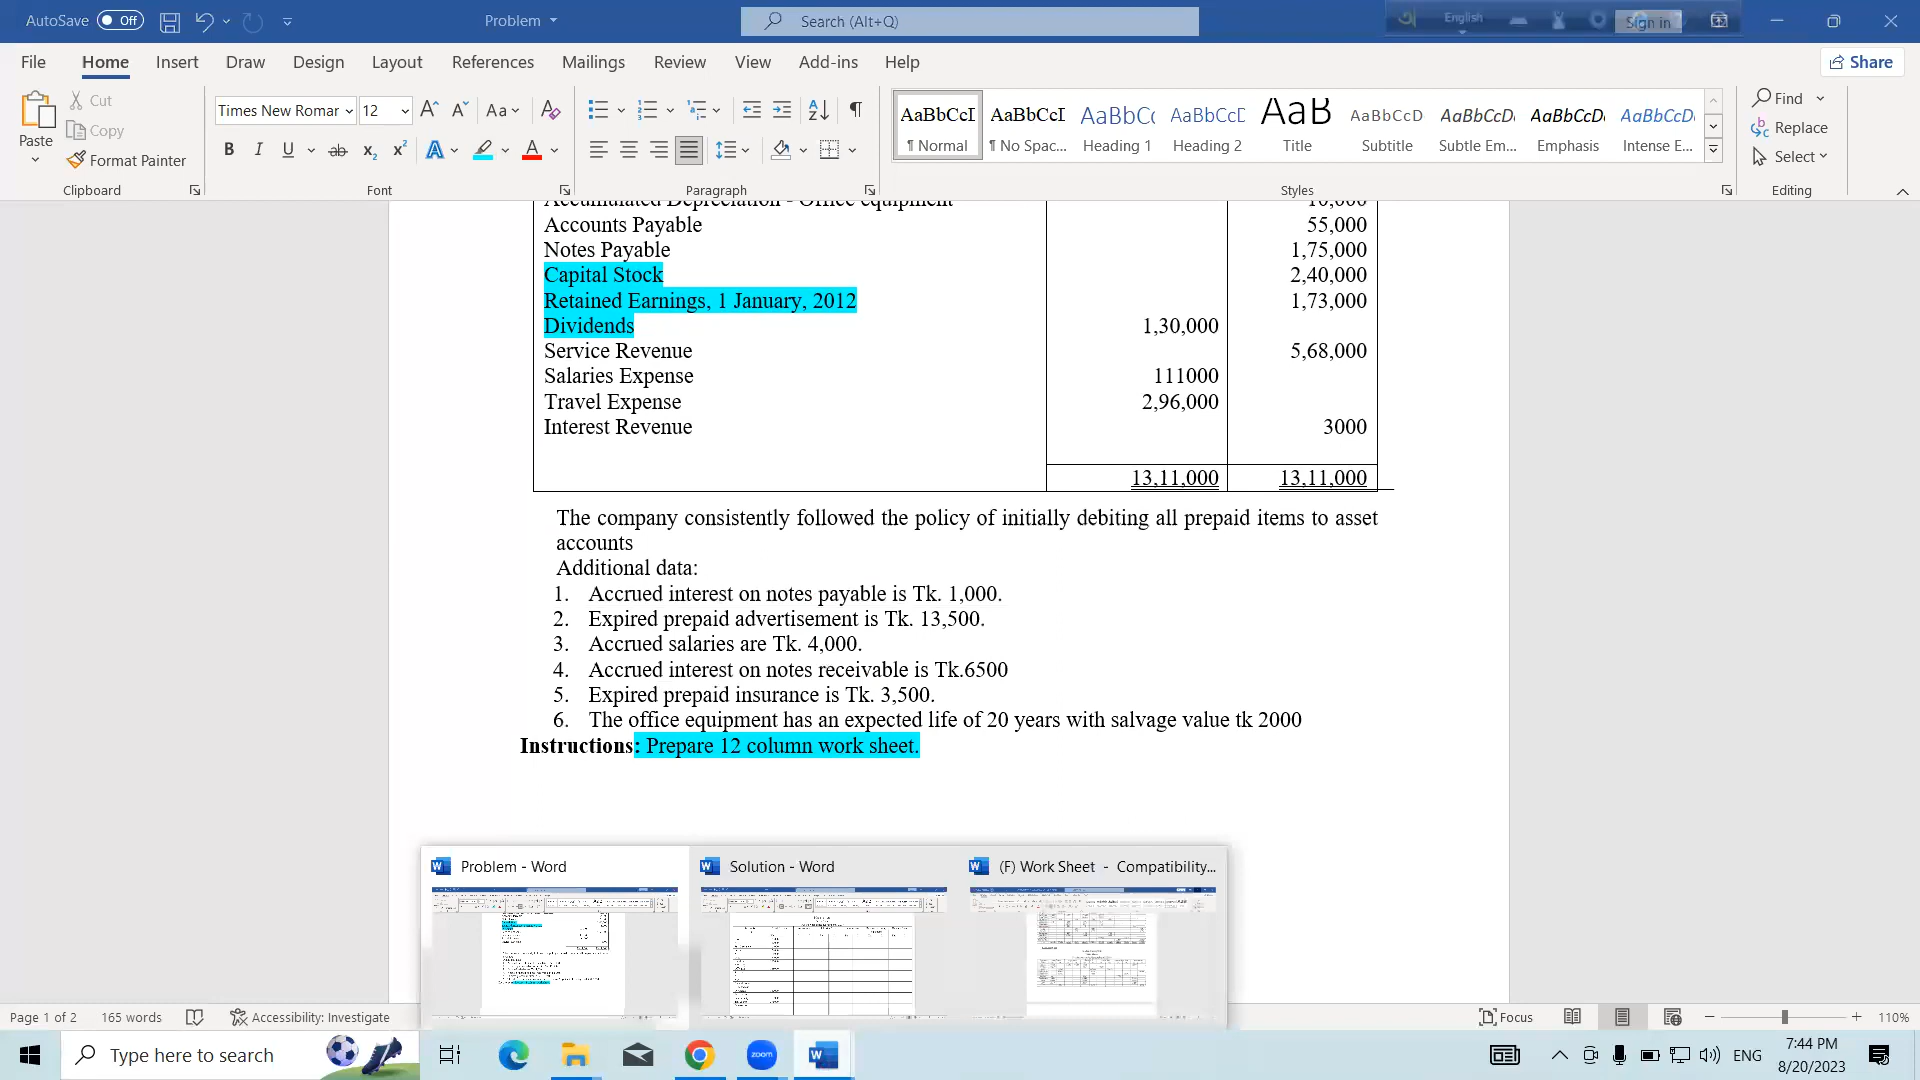 AutoSave Off Problem Search (Alt+Q) English Sign in
File Home Insert Draw Design Layout References Mailings Review View Add-ins Help Share
Paste Cut Copy Format Painter Clipboard
Times New Romar 12 Aa Font
Paragraph
AaBbCcI AaBbCcI AaBbC AaBbCcD AaB AaBbCcD AaBbCcD AaBbCcD AaBbCcD
¶ Normal ¶ No Spac... Heading 1 Heading 2 Title Subtitle Subtle Em... Emphasis Intense E...
Styles
Find Replace Select Editing
Accumulated Depreciation - Office equipment 10,000
Accounts Payable 55,000
Notes Payable 1,75,000
Capital Stock 2,40,000
Retained Earnings, 1 January, 2012 1,73,000
Dividends 1,30,000
Service Revenue 5,68,000
Salaries Expense 111000
Travel Expense 2,96,000
Interest Revenue 3000
13,11,000 13,11,000
The company consistently followed the policy of initially debiting all prepaid items to asset
accounts
Additional data:
1. Accrued interest on notes payable is Tk. 1,000.
2. Expired prepaid advertisement is Tk. 13,500.
3. Accrued salaries are Tk. 4,000.
4. Accrued interest on notes receivable is Tk.6500
5. Expired prepaid insurance is Tk. 3,500.
6. The office equipment has an expected life of 20 years with salvage value tk 2000
Instructions: Prepare 12 column work sheet.
Problem - Word Solution - Word (F) Work Sheet - Compatibility...
Page 1 of 2 165 words Accessibility: Investigate Focus 110%
Type here to search zoom ENG 7:44 PM
8/20/2023